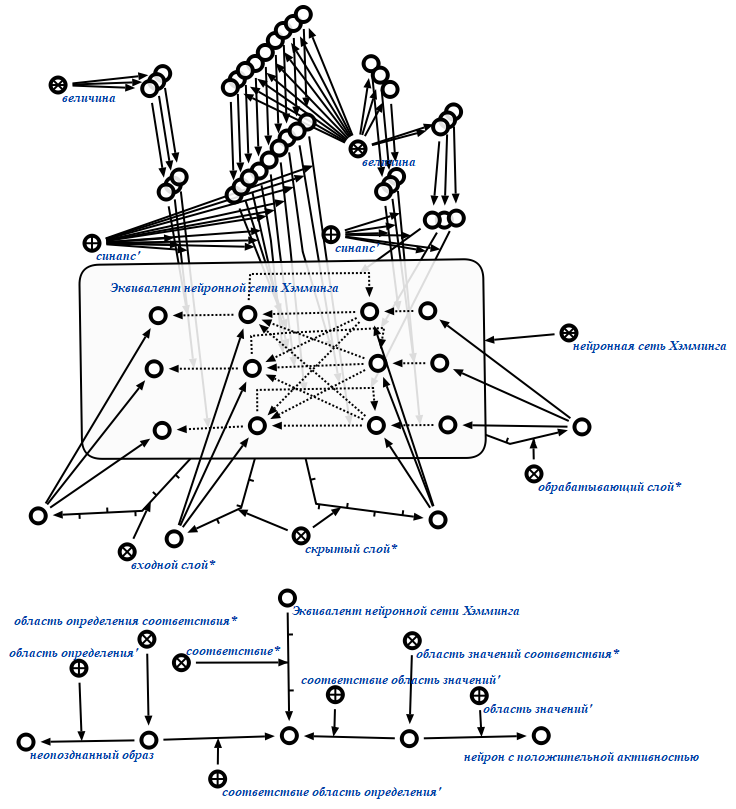 величина
величина
синапс'
синапс'
Эквивалент нейронной сети Хэмминга
нейронная сеть Хэмминга
обрабатывающий слой*
скрытый слой*
входной слой*
Эквивалент нейронной сети Хэмминга
область определения соответствия*
соответствие*
область значений соответствия*
область определения'
соответствие область значений'
область значений'
неопозднанный образ
нейрон с положительной активностью
соответствие область определения'